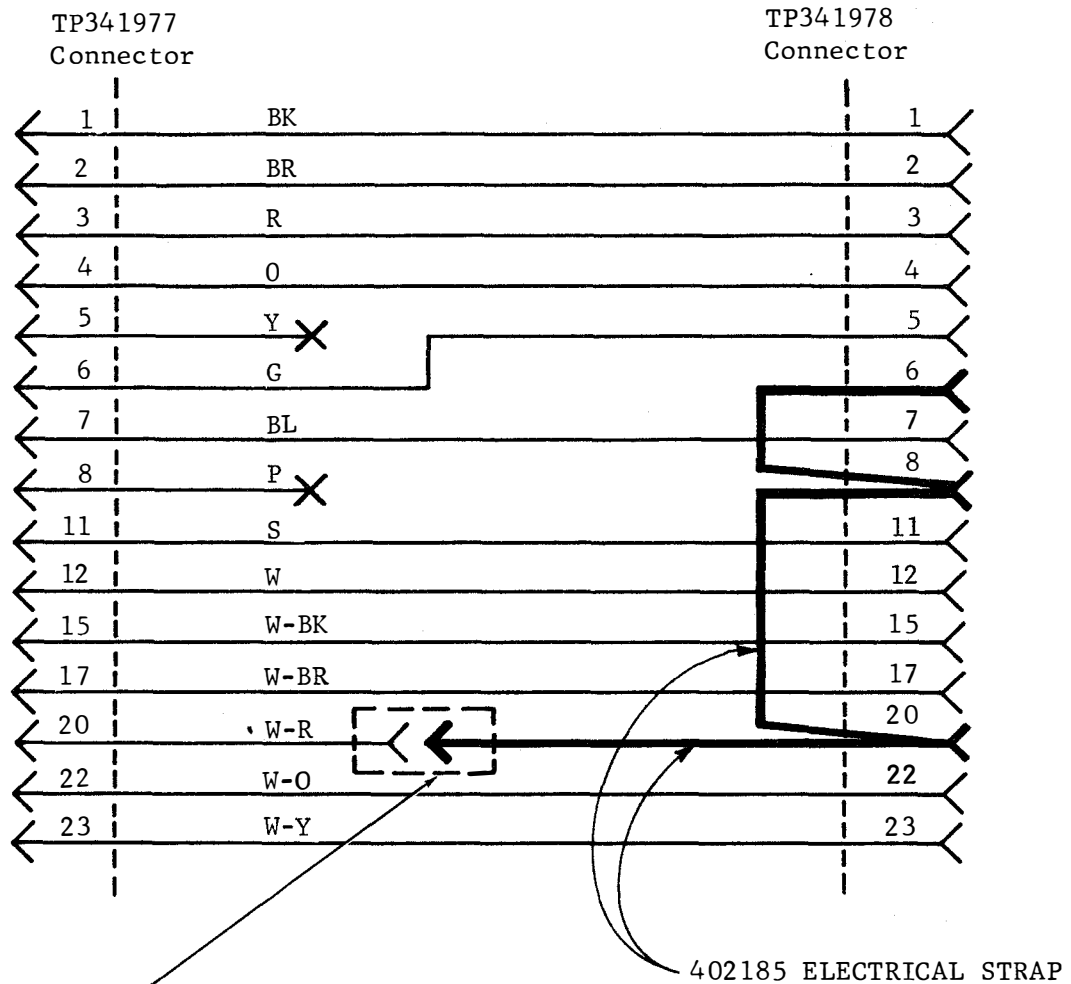 TP341977
Connector
TP341978
Connector
1 BK 1
2 BR 2
3 R 3
4 O 4
5 Y 5
6 G 6
7 BL 7
8 P 8
11 S 11
12 W 12
15 W-BK 15
17 W-BR 17
20 W-R 20
22 W-O 22
23 W-Y 23
402185 ELECTRICAL STRAP